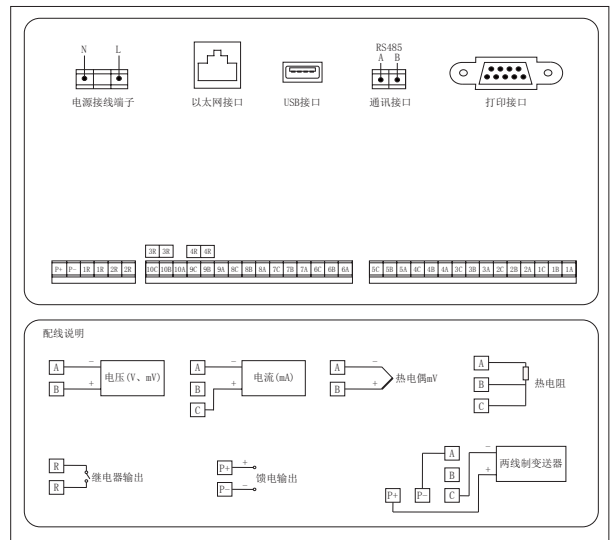 N L
RS485
A B
电源接线端子 以太网接口 USB接口 通讯接口 打印接口
3R 3R 4R 4R
P+ P- 1R 1R 2R 2R 10C 10B 10A 9C 9B 9A 8C 8B 8A 7C 7B 7A 6C 6B 6A 5C 5B 5A 4C 4B 4A 3C 3B 3A 2C 2B 2A 1C 1B 1A
配线说明
A - 电压(V、mV)
B +
A - 电流(mA)
B +
C
A - 热电偶mV
B +
A
B 热电阻
C
R 继电器输出
R
P+ + 馈电输出
P- -
A - 两线制变送器
B +
P+ P- C